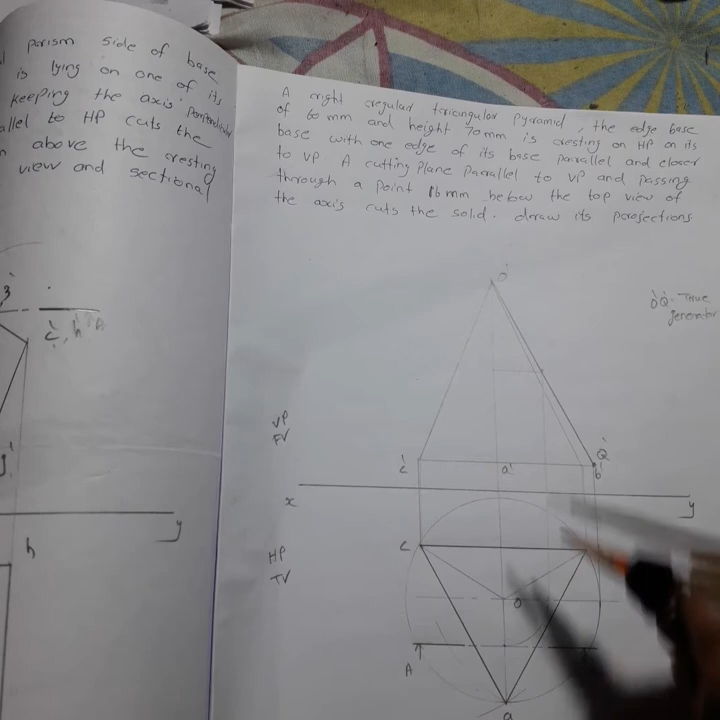 prism side of base
is lying on one of its
keeping the axis perpendicular
to HP cuts the
above the resting
view and sectional
A right regular triangular pyramid, the edge base
of 60 mm and height 70 mm is resting on HP on its
base with one edge of its base parallel and closer
to VP A cutting plane parallel to VP and passing
through a point 16 mm below the top view of
the axis cuts the solid. draw its porojections
o'
o'Q' - True
generator
3'
c', h'
VP
FV
c'
a'
Q'
b'
x
y
j'
y
h
HP
TV
c
o
A
a